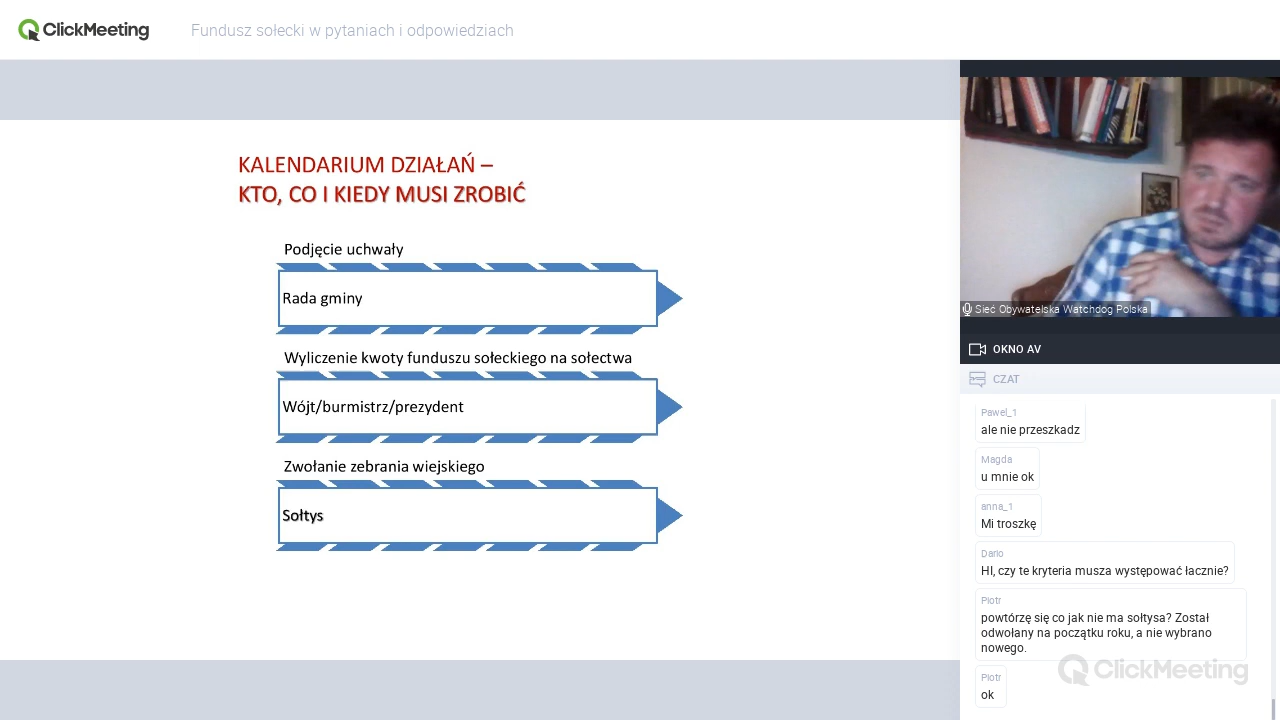 ClickMeeting
Fundusz sołecki w pytaniach i odpowiedziach
KALENDARIUM DZIAŁAŃ –
KTO, CO I KIEDY MUSI ZROBIĆ
Podjęcie uchwały
Rada gminy
Wyliczenie kwoty funduszu sołeckiego na sołectwa
Wójt/burmistrz/prezydent
Zwołanie zebrania wiejskiego
Sołtys
Sieć Obywatelska Watchdog Polska
OKNO AV
CZAT
Pawel_1
ale nie przeszkadz
Magda
u mnie ok
anna_1
Mi troszkę
Dario
HI, czy te kryteria musza występować łacznie?
Piotr
powtórzę się co jak nie ma sołtysa? Został
odwołany na początku roku, a nie wybrano
nowego.
ClickMeeting
Piotr
ok